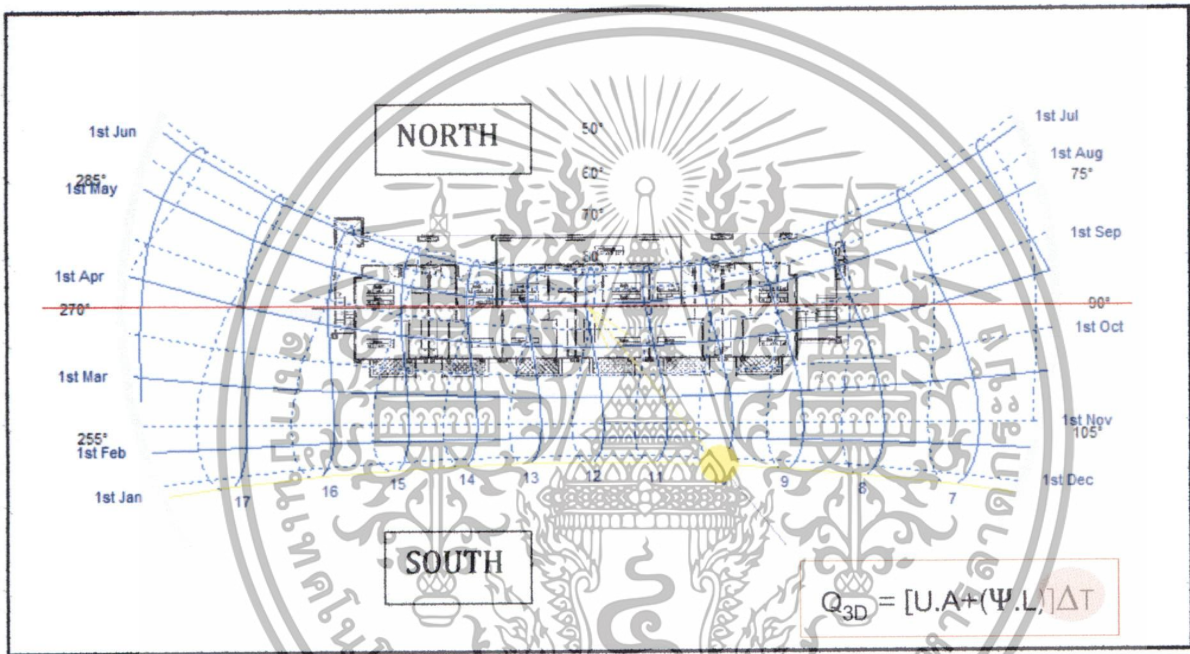 NORTH
50°
60°
70°
80°
1st Jun
285°
1st May
1st Apr
270°
1st Mar
255°
1st Feb
1st Jan
1st Jul
1st Aug
75°
1st Sep
90°
1st Oct
1st Nov
105°
1st Dec
17
16
15
14
13
12
11
9
8
7
SOUTH
Q3D = [U.A+(Ψ.L)]ΔT